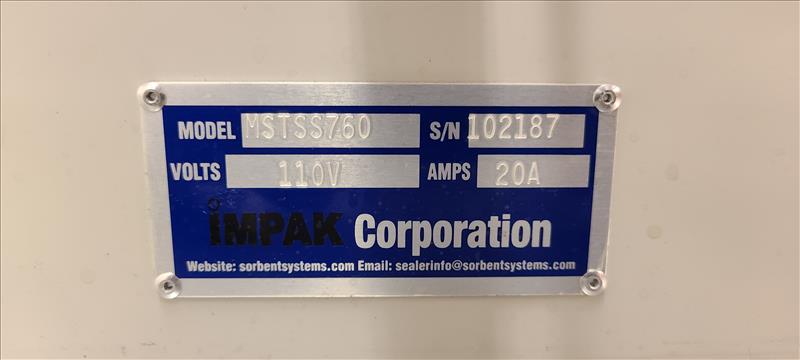 MODEL MSTSS760 S/N 102187
VOLTS 110V AMPS 20A
iMPAK Corporation
Website: sorbentsystems.com Email: sealerinfo@sorbentsystems.com